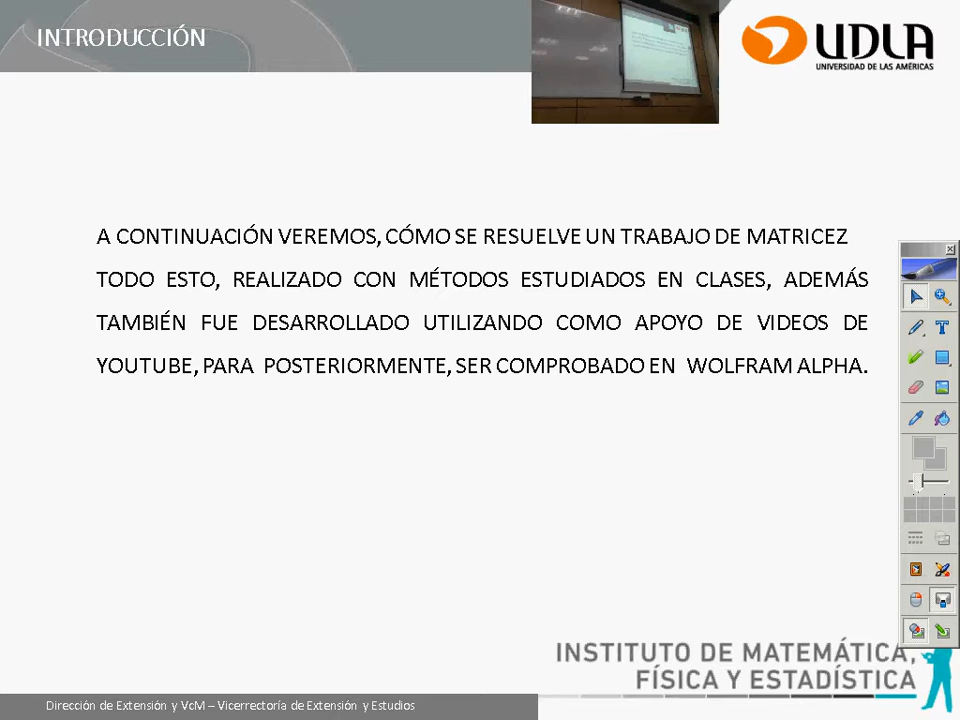 INTRODUCCIÓN
UDLA
UNIVERSIDAD DE LAS AMÉRICAS
A CONTINUACIÓN VEREMOS, CÓMO SE RESUELVE UN TRABAJO DE MATRICEZ
TODO ESTO, REALIZADO CON MÉTODOS ESTUDIADOS EN CLASES, ADEMÁS
TAMBIÉN FUE DESARROLLADO UTILIZANDO COMO APOYO DE VIDEOS DE
YOUTUBE, PARA POSTERIORMENTE, SER COMPROBADO EN WOLFRAM ALPHA.
INSTITUTO DE MATEMÁTICA,
FÍSICA Y ESTADÍSTICA
Dirección de Extensión y VcM – Vicerrectoría de Extensión y Estudios